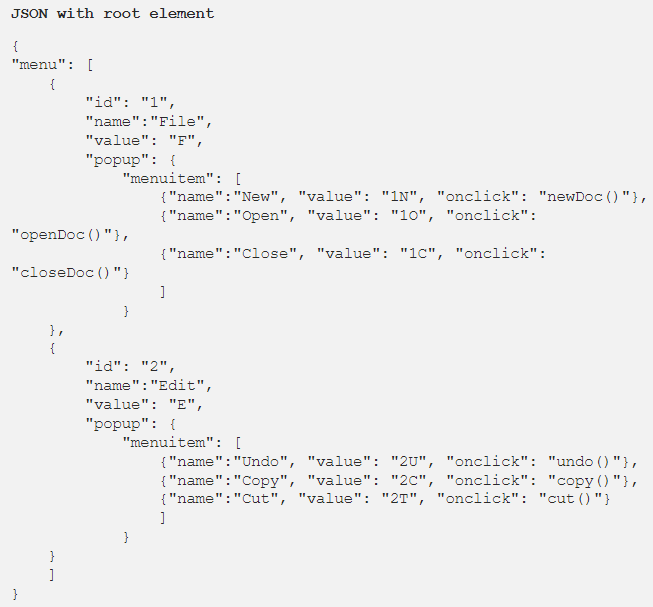 JSON with root element
{
"menu": [
    {
        "id": "1",
        "name":"File",
        "value": "F",
        "popup": {
            "menuitem": [
                {"name":"New", "value": "1N", "onclick": "newDoc()"},
                {"name":"Open", "value": "1O", "onclick":
"openDoc()"},
                {"name":"Close", "value": "1C", "onclick":
"closeDoc()"}
                ]
            }
    },
    {
        "id": "2",
        "name":"Edit",
        "value": "E",
        "popup": {
            "menuitem": [
                {"name":"Undo", "value": "2U", "onclick": "undo()"},
                {"name":"Copy", "value": "2C", "onclick": "copy()"},
                {"name":"Cut", "value": "2T", "onclick": "cut()"}
                ]
            }
    }
    ]
}